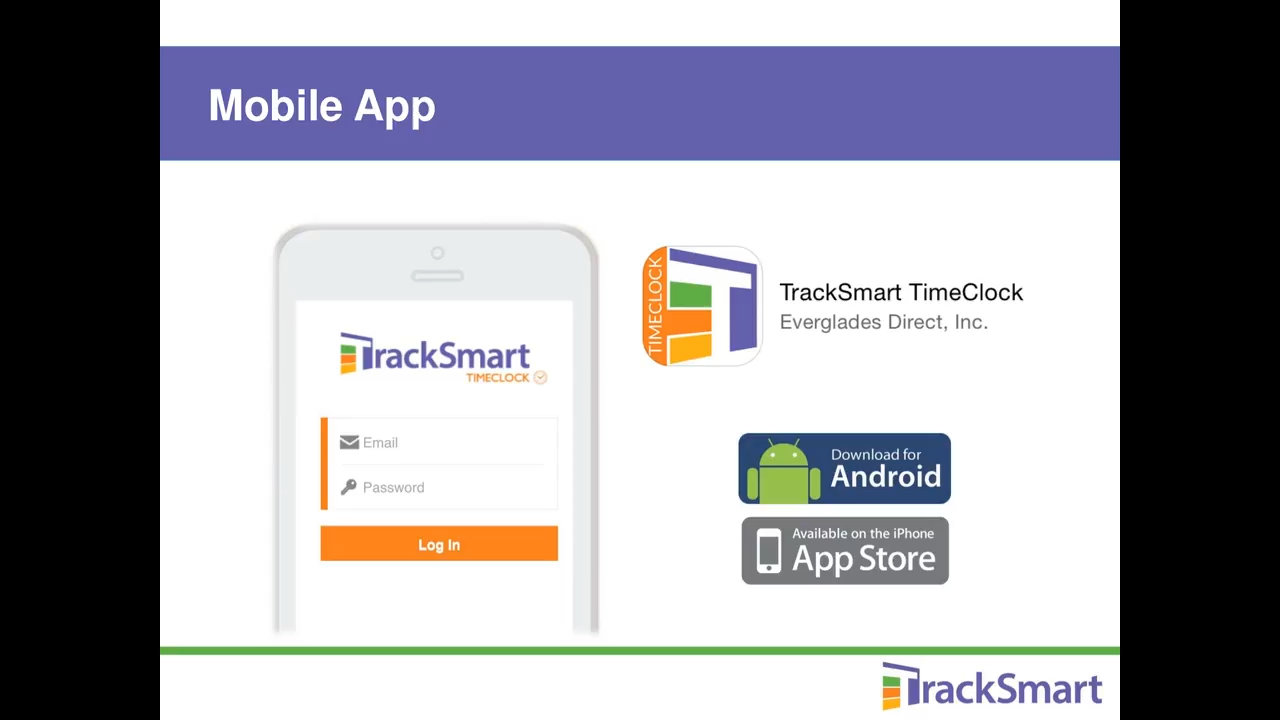 Mobile App
TrackSmart
TIMECLOCK
Email
Password
Log In
TIMECLOCK
TrackSmart TimeClock
Everglades Direct, Inc.
Download for
Android
Available on the iPhone
App Store
TrackSmart